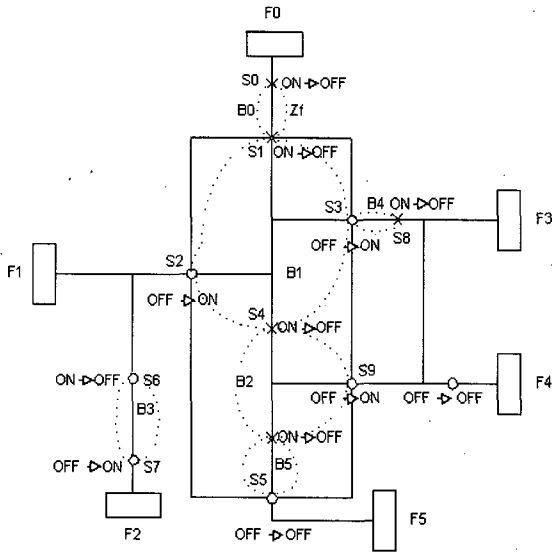 F0
S0 ON ▷OFF
B0 Zf
S1 ON ▷OFF
S3 B4 ON ▷OFF
F3
S8
OFF ▷ON
S2
F1
B1
OFF ▷ON
S4 ON ▷OFF
S9
ON ▷OFF S6
B2
F4
B3
OFF ▷ON
OFF ▷OFF
ON ▷OFF
OFF ▷ON S7
B5
S5
F2
F5
OFF ▷OFF